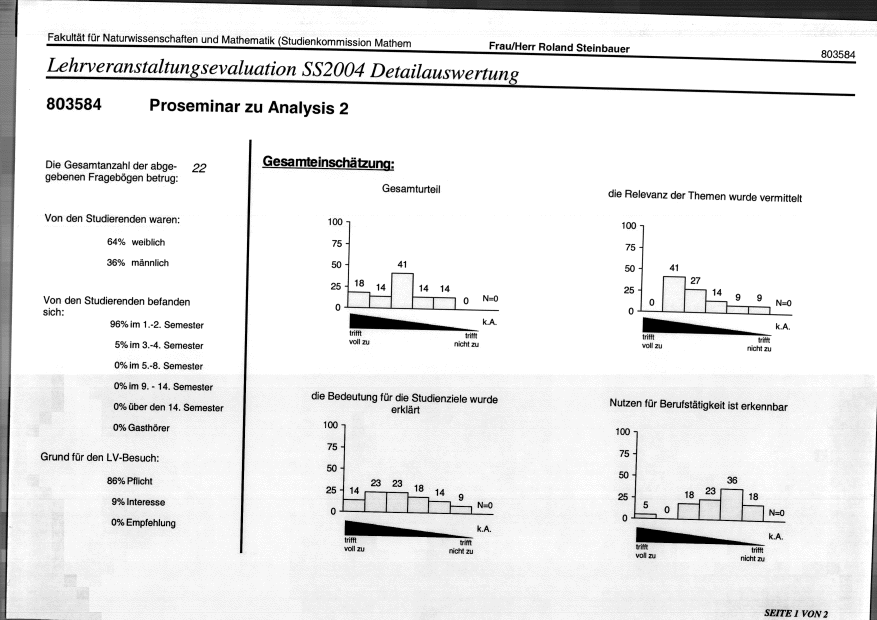 Fakultät für Naturwissenschaften und Mathematik (Studienkommission Mathem
Frau/Herr Roland Steinbauer
803584
Lehrveranstaltungsevaluation SS2004 Detailauswertung
803584 Proseminar zu Analysis 2
Die Gesamtanzahl der abge-
gebenen Fragebögen betrug: 22
Von den Studierenden waren:
64% weiblich
36% männlich
Von den Studierenden befanden
sich:
96% im 1.-2. Semester
5% im 3.-4. Semester
0% im 5.-8. Semester
0% im 9. - 14. Semester
0% über den 14. Semester
0% Gasthörer
Grund für den LV-Besuch:
86% Pflicht
9% Interesse
0% Empfehlung
Gesamteinschätzung:
Gesamturteil
100
75
50
25
0
18 14 41 14 14 0 N=0
k.A.
trifft
voll zu
trifft
nicht zu
die Relevanz der Themen wurde vermittelt
100
75
50
25
0
0 41 27 14 9 9 N=0
k.A.
trifft
voll zu
trifft
nicht zu
die Bedeutung für die Studienziele wurde
erklärt
100
75
50
25
0
14 23 23 18 14 9 N=0
k.A.
trifft
voll zu
trifft
nicht zu
Nutzen für Berufstätigkeit ist erkennbar
100
75
50
25
0
5 0 18 23 36 18 N=0
k.A.
trifft
voll zu
trifft
nicht zu
SEITE 1 VON 2